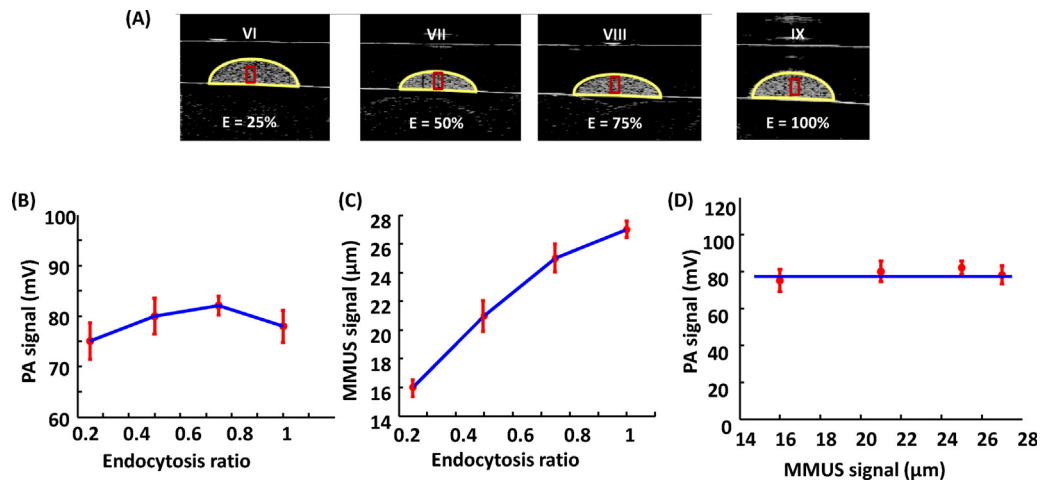 (A)
VI
VII
VIII
IX
E = 25%
E = 50%
E = 75%
E = 100%
(B)
100
90
80
75
60
PA signal (mV)
0.2 0.4 0.6 0.8 1
Endocytosis ratio
(C)
28
26
24
22
20
18
16
14
MMUS signal (μm)
0.2 0.4 0.6 0.8 1
Endocytosis ratio
(D)
120
100
80
60
40
20
0
PA signal (mV)
14 16 18 20 22 24 26 28
MMUS signal (μm)